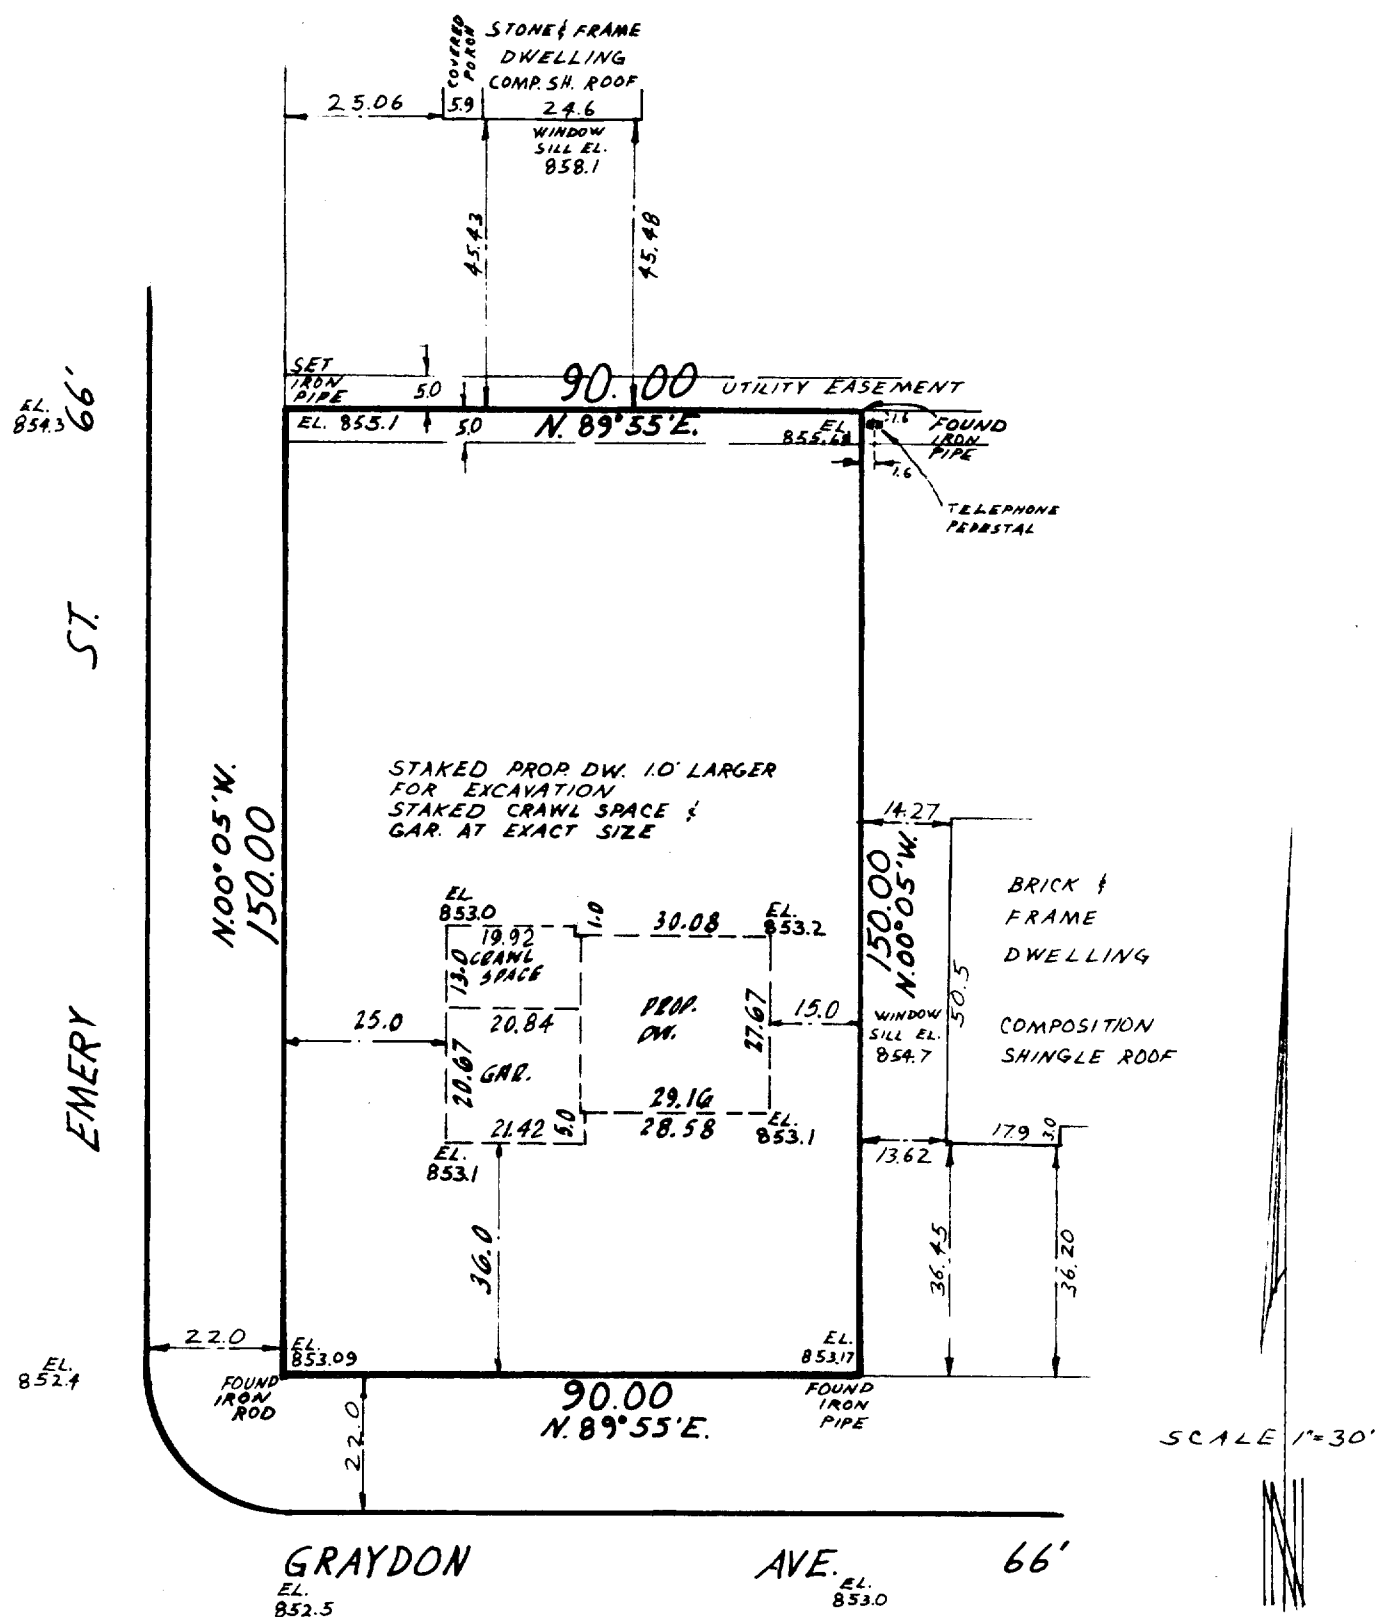 COVERED
PORCH
STONE & FRAME
DWELLING
COMP. SH. ROOF
25.06
5.9
24.6
WINDOW
SILL EL.
858.1
45.43
45.48
EL.
854.3
66'
SET
IRON
PIPE
5.0
90.00
UTILITY EASEMENT
EL. 855.1
5.0
N. 89°55'E.
EL.
1.6
FOUND
IRON
PIPE
1.6
TELEPHONE
PEDESTAL
ST.
EMERY
N.00°05'W.
150.00
STAKED PROP. DW. 1.0' LARGER
FOR EXCAVATION
STAKED CRAWL SPACE &
GAR. AT EXACT SIZE
14.27
150.00
N.00°05'W.
50.5
BRICK &
FRAME
DWELLING
COMPOSITION
SHINGLE ROOF
WINDOW
SILL EL.
854.7
EL.
853.0
1.0
30.08
EL.
853.2
19.92
CRAWL
SPACE
13.0
25.0
20.84
PROP.
DW.
27.67
15.0
20.67
GAR.
29.16
28.58
21.42
5.0
EL.
853.1
EL.
853.1
13.62
17.9
3.0
36.0
36.45
36.20
22.0
EL.
853.09
EL.
853.17
EL.
852.4
FOUND
IRON
ROD
90.00
N. 89°55'E.
FOUND
IRON
PIPE
22.0
SCALE 1"=30'
GRAYDON AVE. 66'
EL.
852.5
EL.
853.0
N